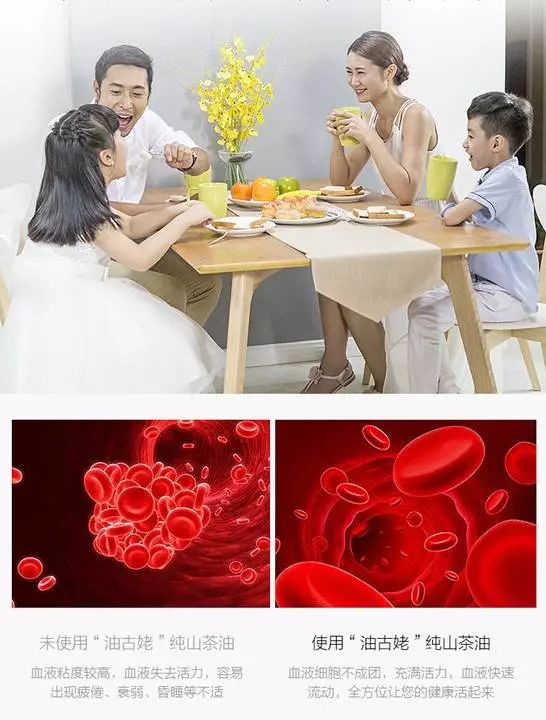 未使用“油古姥”纯山茶油
使用“油古姥”纯山茶油
血液粘度较高，血液失去活力，容易
出现疲倦、衰弱、昏睡等不适
血液细胞不成团，充满活力，血液快速
流动，全方位让您的健康活起来